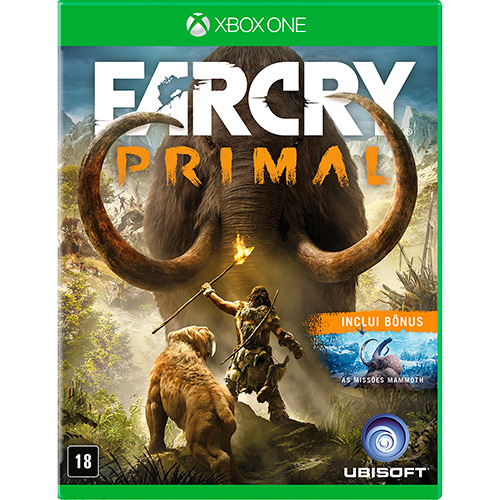 XBOX ONE
FARCRY
PRIMAL
INCLUI BÔNUS
AS MISSÕES MAMMOTH
18
UBISOFT